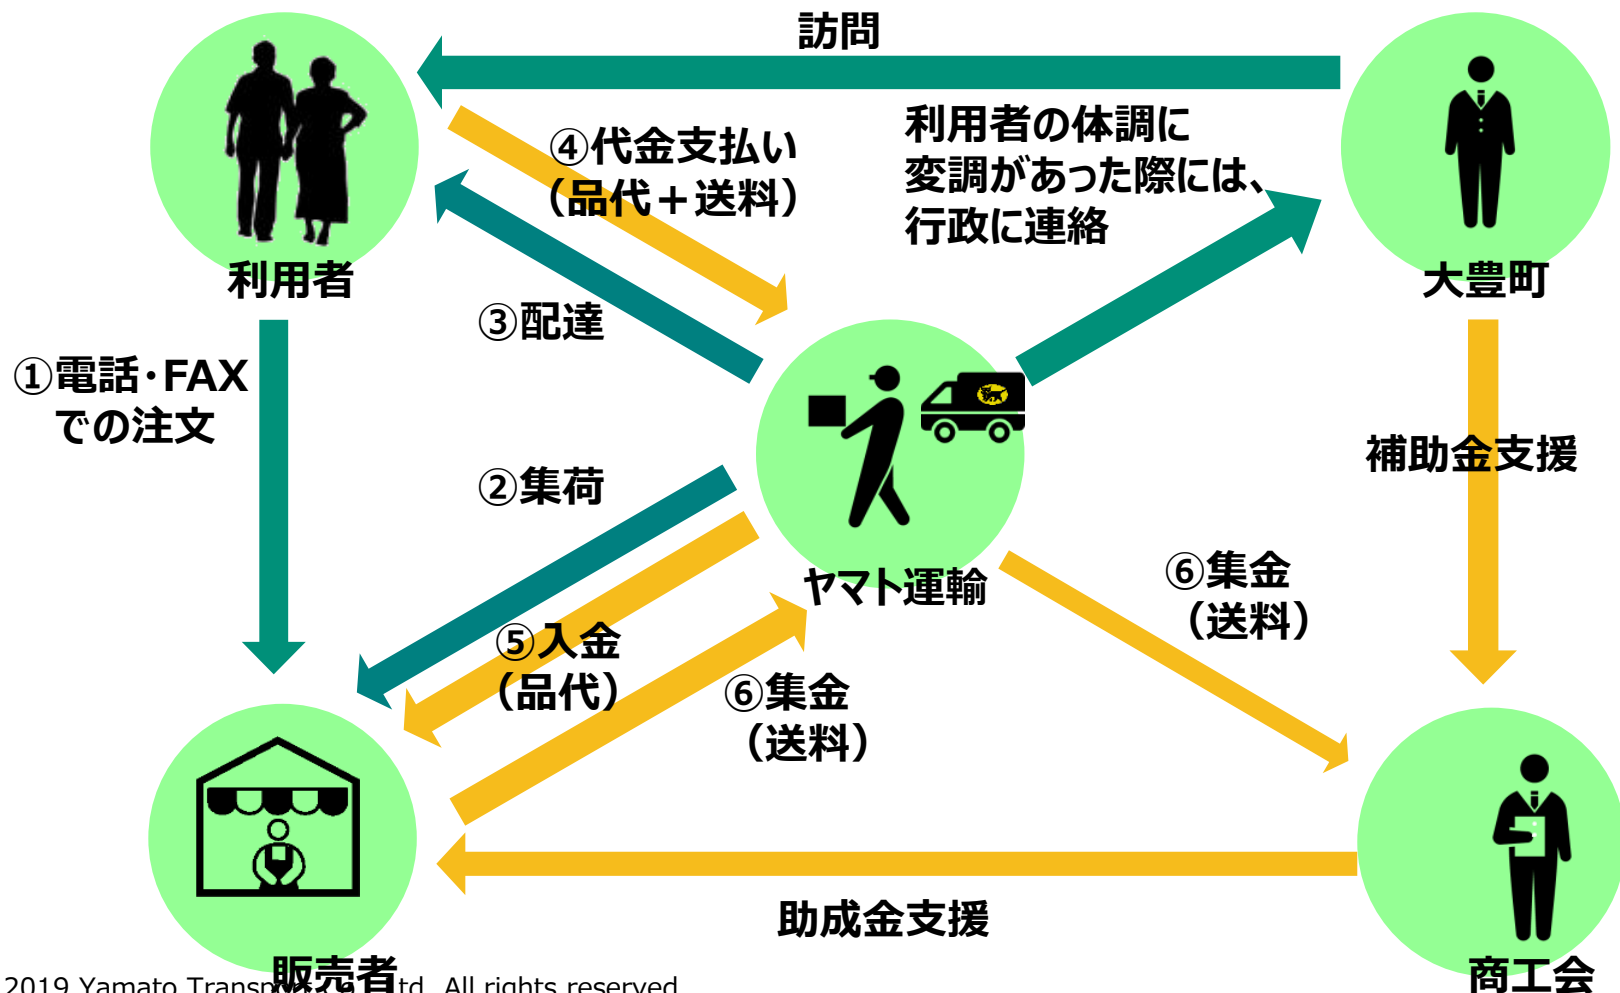 訪問
④代金支払い
（品代＋送料）
利用者の体調に
変調があった際には、
行政に連絡
利用者
大豊町
③配達
①電話・FAX
での注文
②集荷
補助金支援
ヤマト運輸
⑥集金
（送料）
⑤入金
（品代）
⑥集金
（送料）
助成金支援
販売者
商工会
2019 Yamato Transport Co., Ltd. All rights reserved